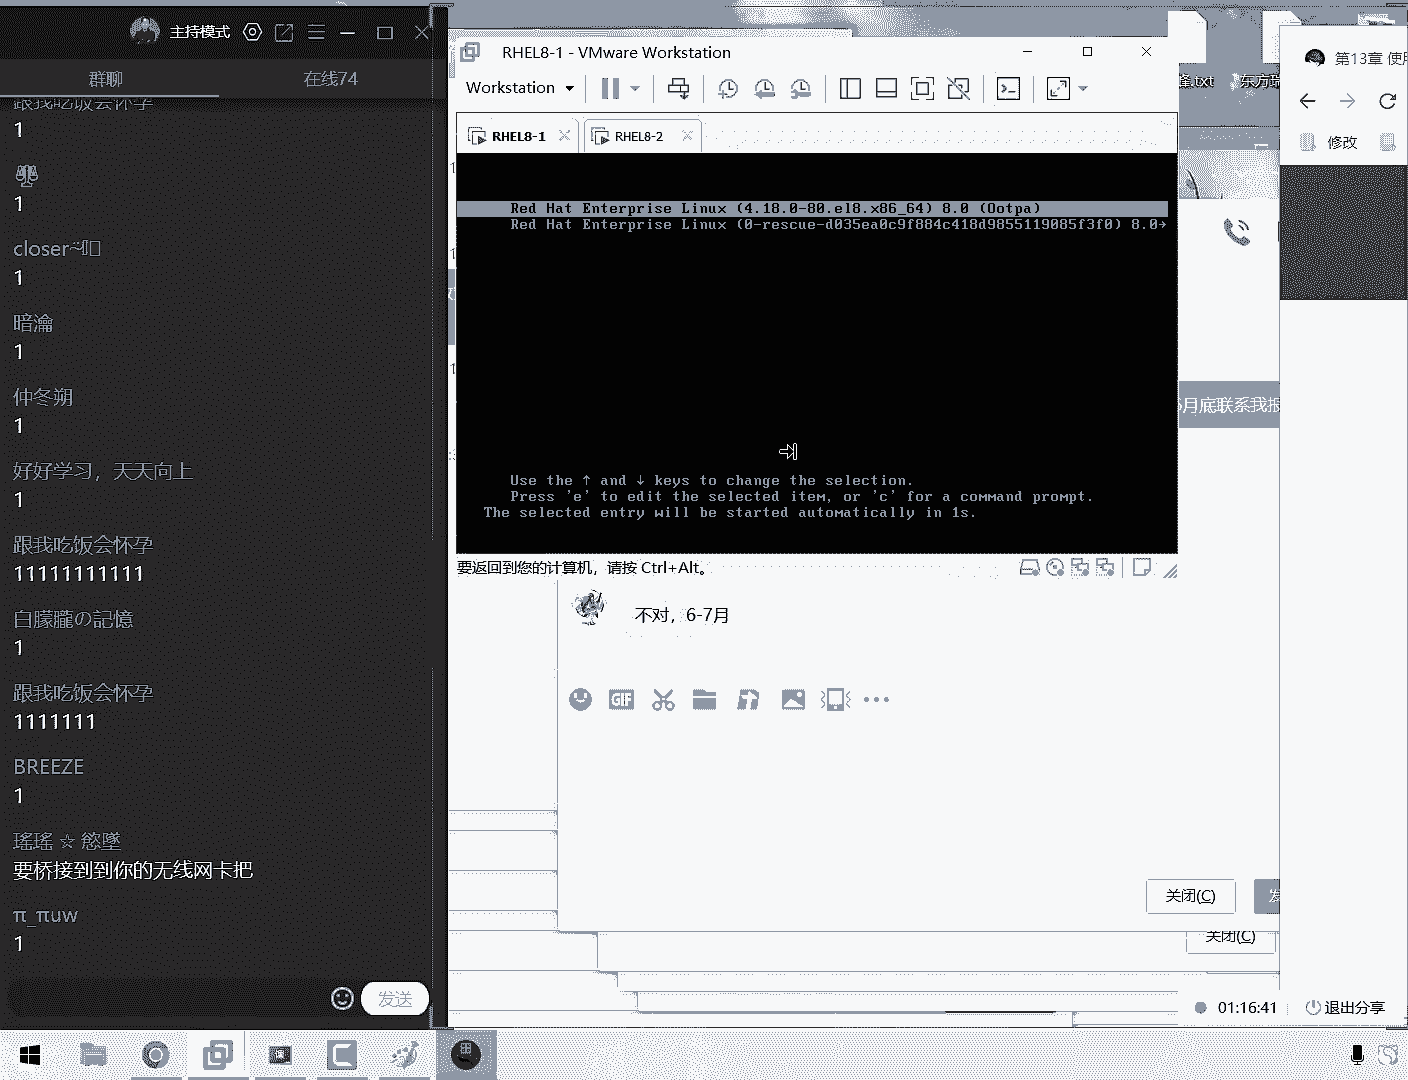 主持模式
群聊
在线74
跟我吃饭会怀孕
1
1
closer
1
暗瀹
1
仲冬朔
1
好好学习，天天向上
1
跟我吃饭会怀孕
11111111111
白朦朧の記憶
1
跟我吃饭会怀孕
1111111
BREEZE
1
瑤瑤 ☆ 慾墜
要桥接到到你的无线网卡把
π_πuw
1
发送
RHEL8-1 - VMware Workstation
Workstation
RHEL8-1
RHEL8-2
Red Hat Enterprise Linux (4.18.0-80.el8.x86_64) 8.0 (Ootpa)
Red Hat Enterprise Linux (0-rescue-d035ea0c9f884c418d9855119085f3f0) 8.0→
Use the ↑ and ↓ keys to change the selection.
Press 'e' to edit the selected item, or 'c' for a command prompt.
The selected entry will be started automatically in 1s.
要返回到您的计算机，请按 Ctrl+Alt。
不对，6-7月
GIF
关闭(C)
关闭(C)
.txt
东方瑞
月底联系我报
第13章 使用
修改
01:16:41
退出分享